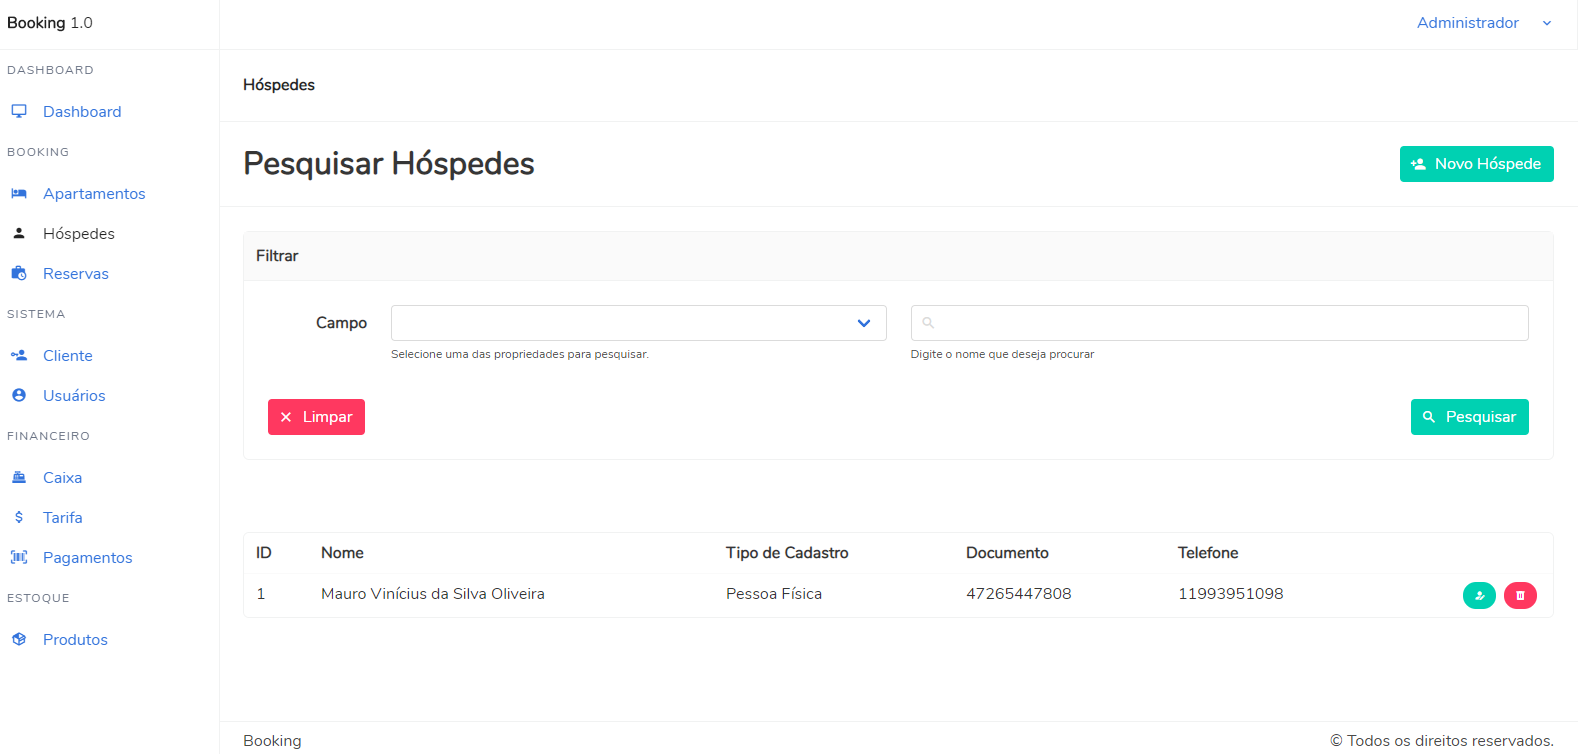 Booking 1.0
Administrador
DASHBOARD
Dashboard
BOOKING
Apartamentos
Hóspedes
Reservas
SISTEMA
Cliente
Usuários
FINANCEIRO
Caixa
Tarifa
Pagamentos
ESTOQUE
Produtos
Hóspedes
Pesquisar Hóspedes
Novo Hóspede
Filtrar
Campo
Selecione uma das propriedades para pesquisar.
Digite o nome que deseja procurar
Limpar
Pesquisar
ID Nome Tipo de Cadastro Documento Telefone
1 Mauro Vinícius da Silva Oliveira Pessoa Física 47265447808 11993951098
Booking
© Todos os direitos reservados.